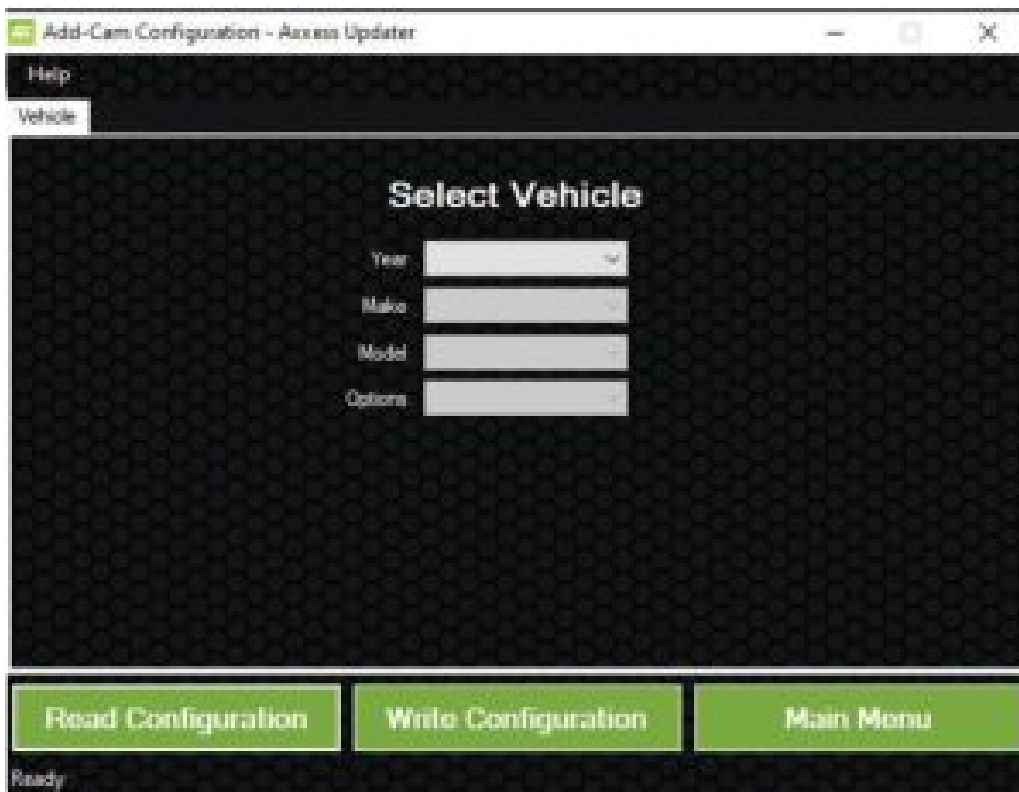 Add-Cam Configuration - Axxess Updater
Help
Vehicle
Select Vehicle
Year
Make
Model
Options
Read Configuration
Write Configuration
Main Menu
Ready